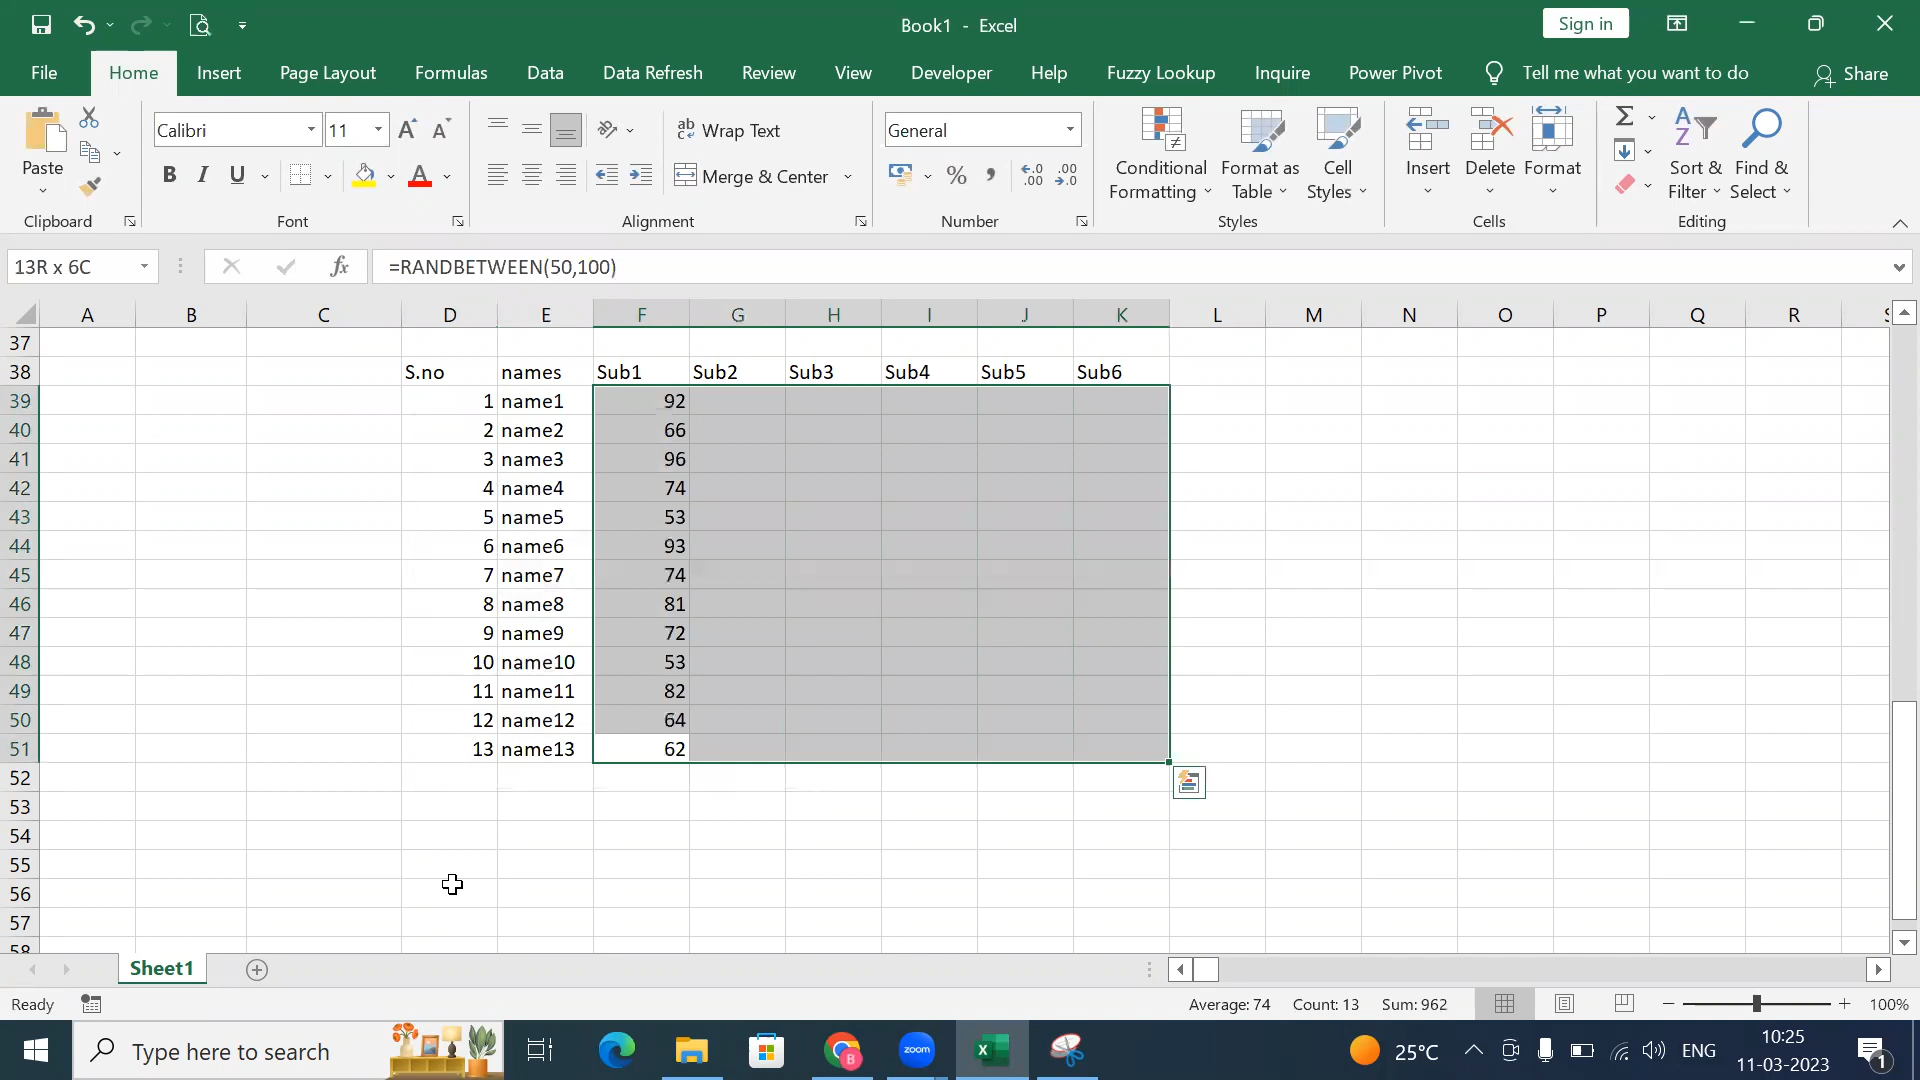 Book1 - Excel
Sign in
File Home Insert Page Layout Formulas Data Data Refresh Review View Developer Help Fuzzy Lookup Inquire Power Pivot Tell me what you want to do Share
Paste
Calibri 11
B I U
ab Wrap Text
Merge & Center
General
% ,
Conditional Formatting
Format as Table
Cell Styles
Insert Delete Format
Sort & Filter
Find & Select
Clipboard Font Alignment Number Styles Cells Editing
13R x 6C fx =RANDBETWEEN(50,100)
A B C D E F G H I J K L M N O P Q R S
37
38 S.no names Sub1 Sub2 Sub3 Sub4 Sub5 Sub6
39 1 name1 92
40 2 name2 66
41 3 name3 96
42 4 name4 74
43 5 name5 53
44 6 name6 93
45 7 name7 74
46 8 name8 81
47 9 name9 72
48 10 name10 53
49 11 name11 82
50 12 name12 64
51 13 name13 62
52
53
54
55
56
57
58
Sheet1
Ready Average: 74 Count: 13 Sum: 962 100%
Type here to search zoom 25°C ENG 10:25
11-03-2023 1